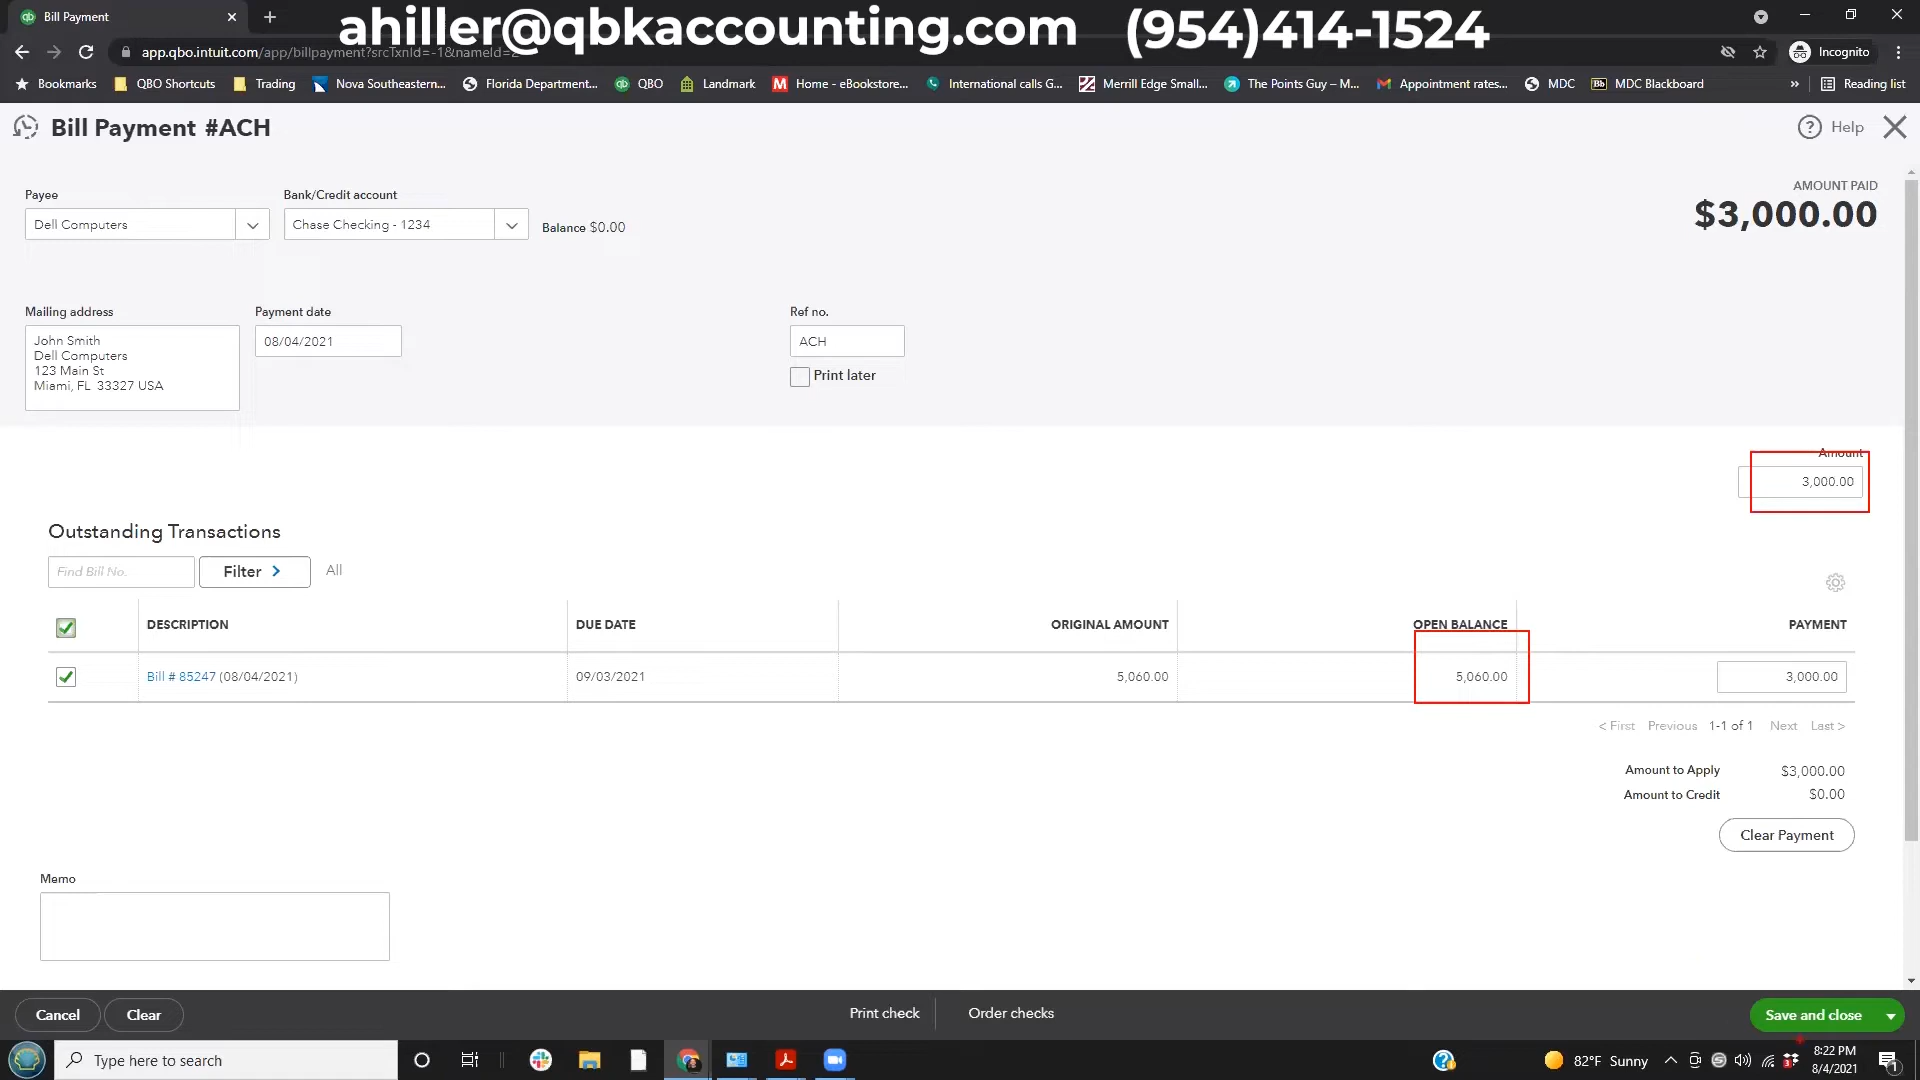 Bill Payment
ahiller@qbkaccounting.com (954)414-1524
app.qbo.intuit.com/app/billpayment?srcTxnId=-1&nameId=2
Incognito
Bookmarks QBO Shortcuts Trading Nova Southeastern... Florida Department... QBO Landmark Home - eBookstore... International calls G... Merrill Edge Small... The Points Guy – M... Appointment rates... MDC Bb MDC Blackboard » Reading list
Bill Payment #ACH
? Help
Payee
Bank/Credit account
AMOUNT PAID
Dell Computers
Chase Checking - 1234
Balance $0.00
$3,000.00
Mailing address
Payment date
Ref no.
John Smith
Dell Computers
123 Main St
Miami, FL 33327 USA
08/04/2021
ACH
Print later
Amount
3,000.00
Outstanding Transactions
Find Bill No.
Filter >
All
DESCRIPTION DUE DATE ORIGINAL AMOUNT OPEN BALANCE PAYMENT
Bill # 85247 (08/04/2021) 09/03/2021 5,060.00 5,060.00 3,000.00
< First Previous 1-1 of 1 Next Last >
Amount to Apply $3,000.00
Amount to Credit $0.00
Clear Payment
Memo
Cancel Clear Print check Order checks Save and close
Type here to search
82°F Sunny
8:22 PM
8/4/2021